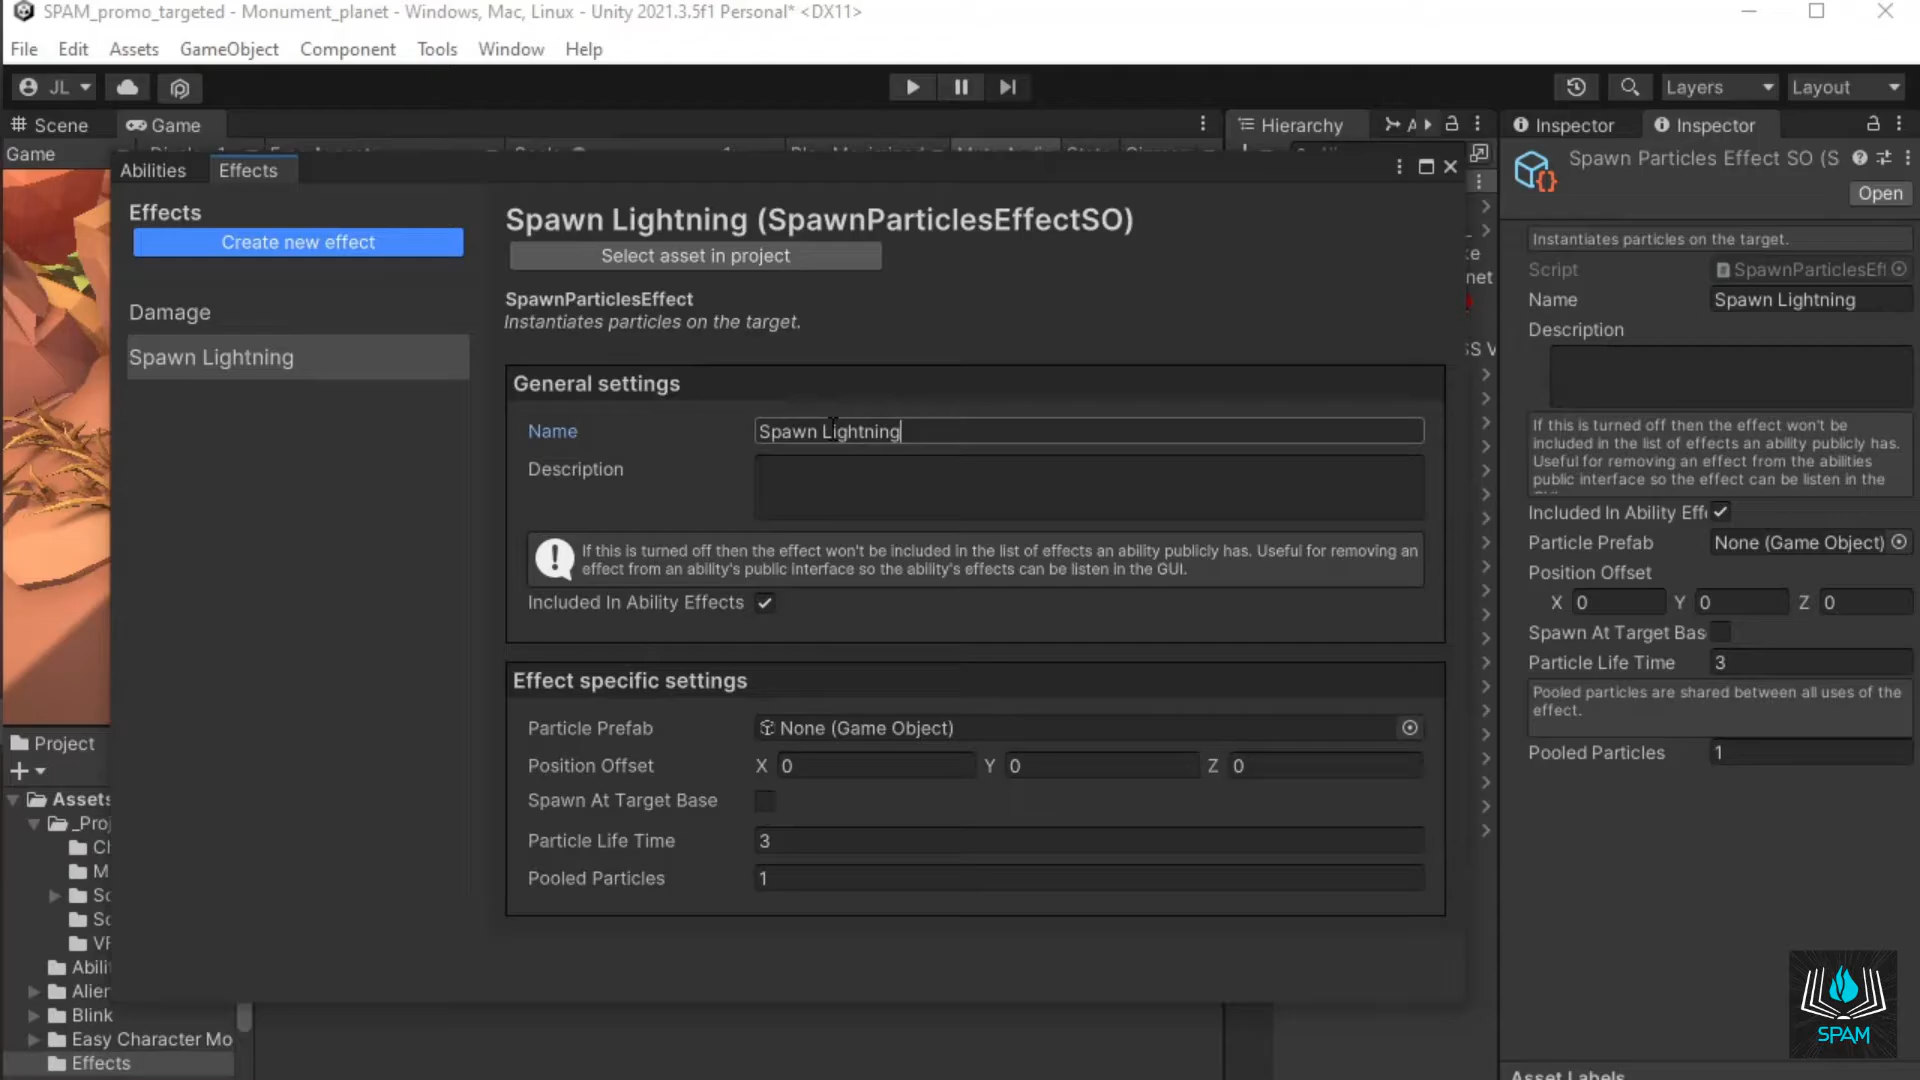 SPAM_promo_targeted - Monument_planet - Windows, Mac, Linux - Unity 2021.3.5f1 Personal* <DX11>
File Edit Assets GameObject Component Tools Window Help
JL Layers Layout
Scene Game Hierarchy Inspector Inspector
Game
Abilities Effects
Spawn Particles Effect SO (S
Open
Effects
Create new effect
Damage
Spawn Lightning
Spawn Lightning (SpawnParticlesEffectSO)
Select asset in project
SpawnParticlesEffect
Instantiates particles on the target.
General settings
Name Spawn Lightning
Description
If this is turned off then the effect won't be included in the list of effects an ability publicly has. Useful for removing an
effect from an ability's public interface so the ability's effects can be listen in the GUI.
Included In Ability Effects
Effect specific settings
Particle Prefab None (Game Object)
Position Offset X 0 Y 0 Z 0
Spawn At Target Base
Particle Life Time 3
Pooled Particles 1
Instantiates particles on the target.
Script SpawnParticlesEf
Name Spawn Lightning
Description
If this is turned off then the effect won't be
included in the list of effects an ability publicly has.
Useful for removing an effect from the abilities
public interface so the effect can be listen in the
Included In Ability Eff
Particle Prefab None (Game Object)
Position Offset
X 0 Y 0 Z 0
Spawn At Target Bas
Particle Life Time 3
Pooled particles are shared between all uses of the
effect.
Pooled Particles 1
Project
Assets
_Proj
Abili
Alier
Blink
Easy Character Mo
Effects
SPAM
Asset Labels